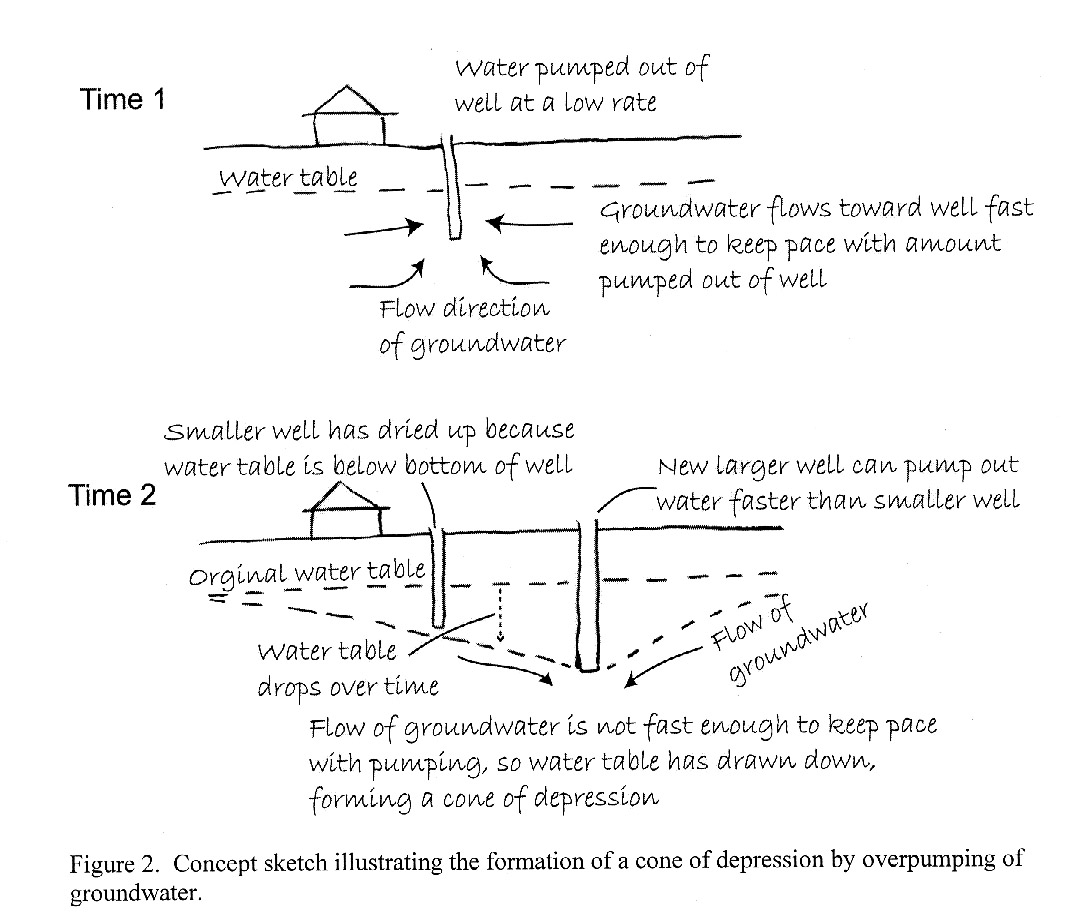 Time 1
Water pumped out of
well at a low rate
Water table
Groundwater flows toward well fast
enough to keep pace with amount
pumped out of well
Flow direction
of groundwater
Smaller well has dried up because
water table is below bottom of well
New larger well can pump out
water faster than smaller well
Time 2
Orginal water table
Water table
drops over time
Flow of
groundwater
Flow of groundwater is not fast enough to keep pace
with pumping, so water table has drawn down,
forming a cone of depression
Figure 2. Concept sketch illustrating the formation of a cone of depression by overpumping of
groundwater.